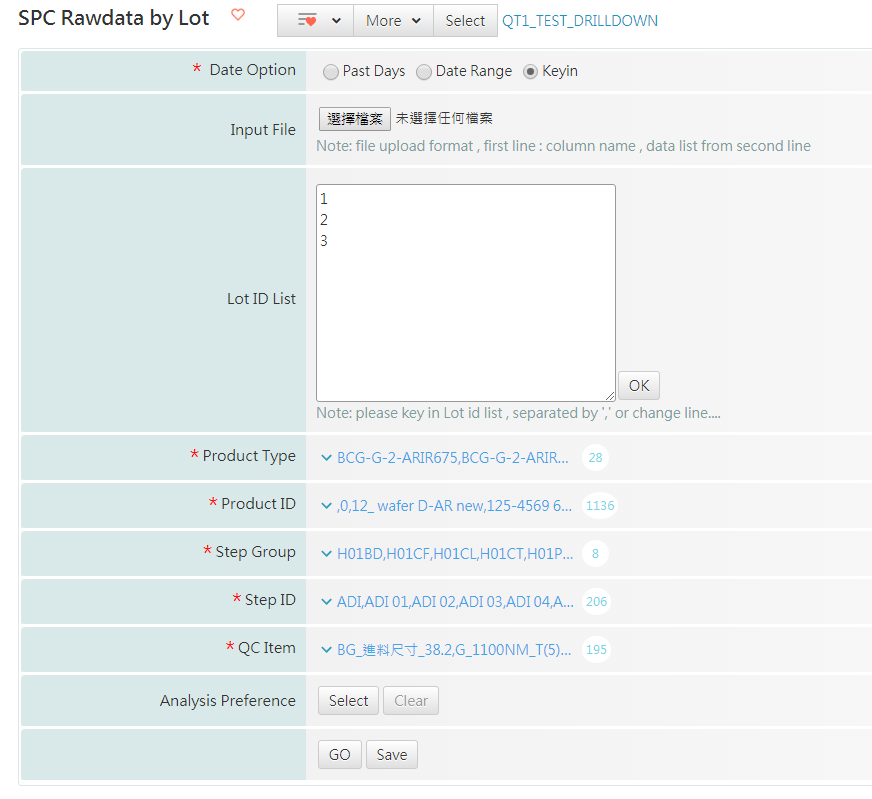 SPC Rawdata by Lot More Select QT1_TEST_DRILLDOWN
* Date Option Past Days Date Range Keyin
Input File 選擇檔案 未選擇任何檔案
Note: file upload format , first line : column name , data list from second line
1
2
3
Lot ID List
OK
Note: please key in Lot id list , separated by ',' or change line....
* Product Type BCG-G-2-ARIR675,BCG-G-2-ARIR... 28
* Product ID ,0,12_ wafer D-AR new,125-4569 6... 1136
* Step Group H01BD,H01CF,H01CL,H01CT,H01P... 8
* Step ID ADI,ADI 01,ADI 02,ADI 03,ADI 04,A... 206
* QC Item BG_進料尺寸_38.2,G_1100NM_T(5)... 195
Analysis Preference Select Clear
GO Save